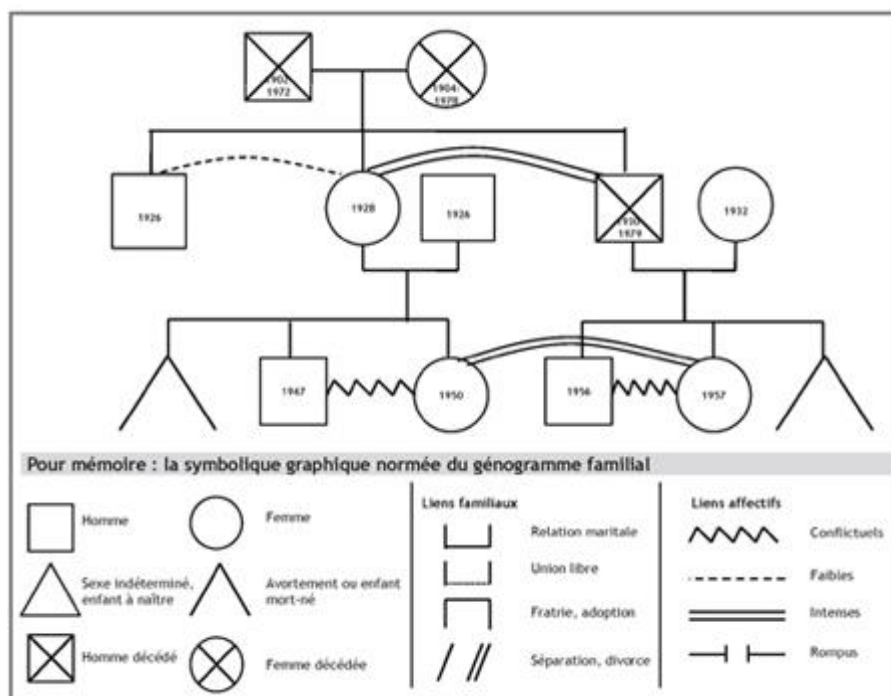 1902-
1972
1904-
1978
1926
1928
1926
1930-
1979
1932
1947
1950
1956
1957
Pour mémoire : la symbolique graphique normée du génogramme familial
Homme
Femme
Sexe indéterminé,
enfant à naître
Avortement ou enfant
mort-né
Homme décédé
Femme décédée
Liens familiaux
Relation maritale
Union libre
Fratrie, adoption
Séparation, divorce
Liens affectifs
Conflictuels
Faibles
Intenses
Rompus